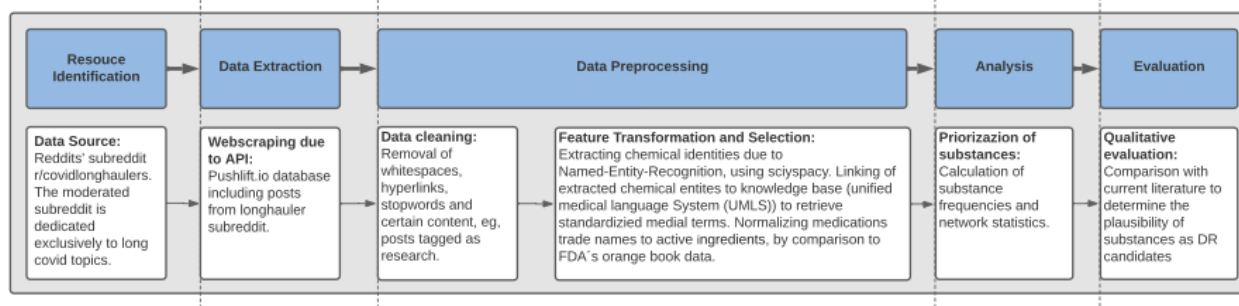 Resouce
Identification
Data Extraction
Data Preprocessing
Analysis
Evaluation
Data Source:
Reddits' subreddit
r/covidlonghaulers.
The moderated
subreddit is
dedicated
exclusively to long
covid topics.
Webscraping due
to API:
Pushlift.io database
including posts
from longhauler
subreddit.
Data cleaning:
Removal of
whitespaces,
hyperlinks,
stopwords and
certain content, eg,
posts tagged as
research.
Feature Transformation and Selection:
Extracting chemical identities due to
Named-Entity-Recognition, using sciyspacy. Linking of
extracted chemical entites to knowledge base (unified
medical language System (UMLS)) to retrieve
standardizied medial terms. Normalizing medications
trade names to active ingredients, by comparison to
FDA´s orange book data.
Priorizazion of
substances:
Calculation of
substance
frequencies and
network statistics.
Qualitative
evaluation:
Comparison with
current literature to
determine the
plausibility of
substances as DR
candidates